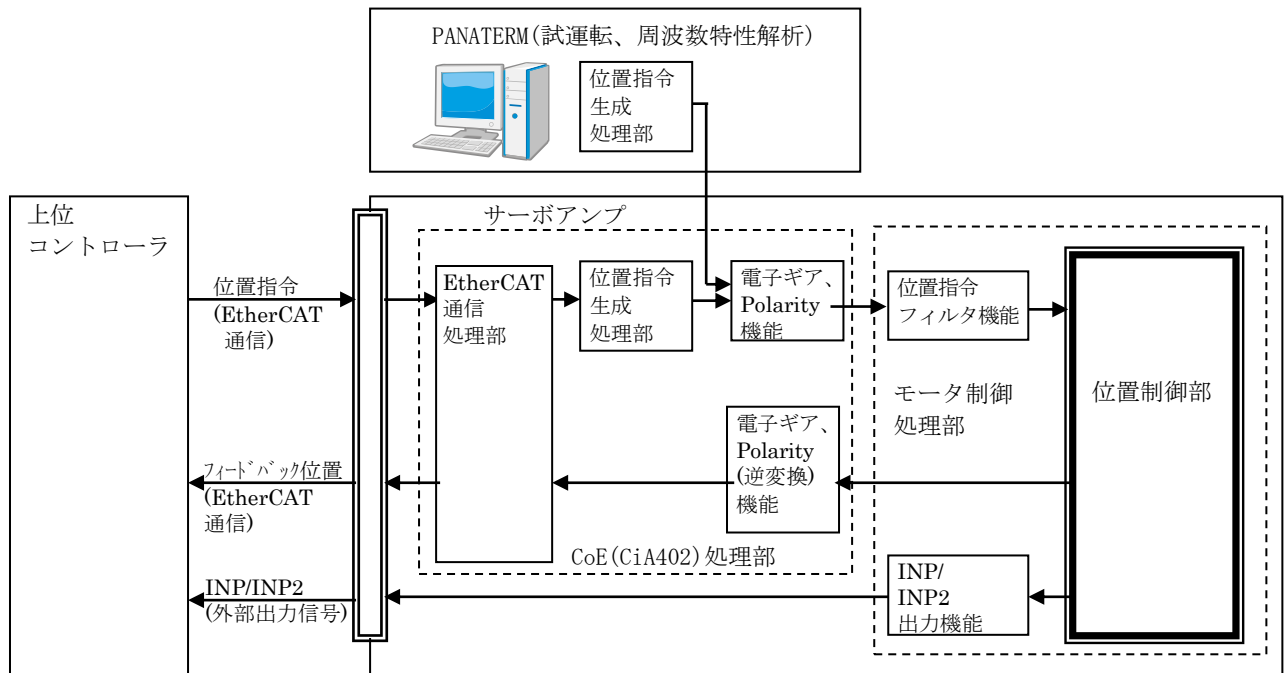 PANATERM(試運転、周波数特性解析)
位置指令
生成
処理部
上位
コントローラ
サーボアンプ
位置指令
(EtherCAT
通信)
EtherCAT
通信
処理部
位置指令
生成
処理部
電子ギア、
Polarity
機能
位置指令
フィルタ機能
モータ制御
処理部
位置制御部
電子ギア、
Polarity
(逆変換)
機能
フィードバック位置
(EtherCAT
通信)
CoE(CiA402)処理部
INP/INP2
(外部出力信号)
INP/
INP2
出力機能